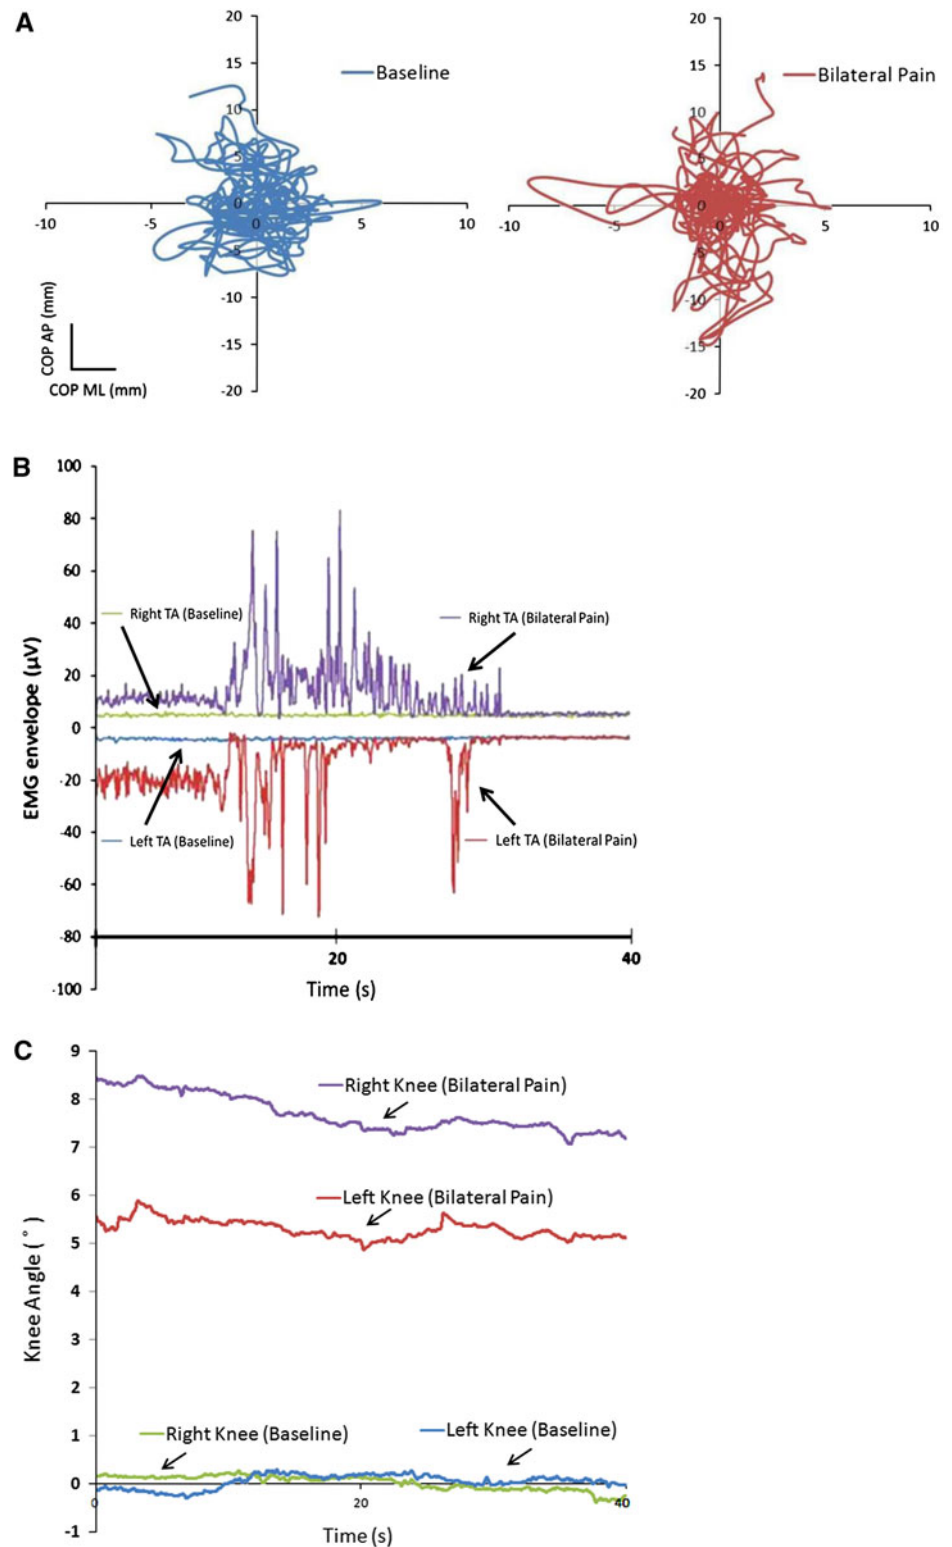 A
20
15
10
5
0
-5
-10
-15
-20
-10
-5
0
5
10
Baseline
COP AP (mm)
COP ML (mm)
20
15
10
5
0
-5
-10
-15
-20
-10
-5
0
5
10
Bilateral Pain
B
100
80
60
40
20
0
-20
-40
-60
-80
-100
EMG envelope (µV)
Right TA (Baseline)
Right TA (Bilateral Pain)
Left TA (Baseline)
Left TA (Bilateral Pain)
20
40
Time (s)
C
9
8
7
6
5
4
3
2
1
0
-1
Knee Angle ( ° )
Right Knee (Bilateral Pain)
Left Knee (Bilateral Pain)
Right Knee (Baseline)
Left Knee (Baseline)
0
20
40
Time (s)